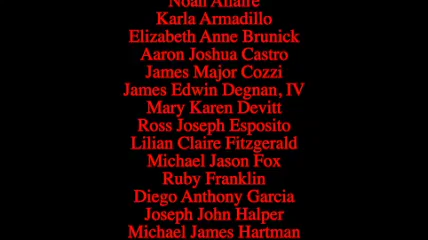 Noah Allaire
Karla Armadillo
Elizabeth Anne Brunick
Aaron Joshua Castro
James Major Cozzi
James Edwin Degnan, IV
Mary Karen Devitt
Ross Joseph Esposito
Lilian Claire Fitzgerald
Michael Jason Fox
Ruby Franklin
Diego Anthony Garcia
Joseph John Halper
Michael James Hartman